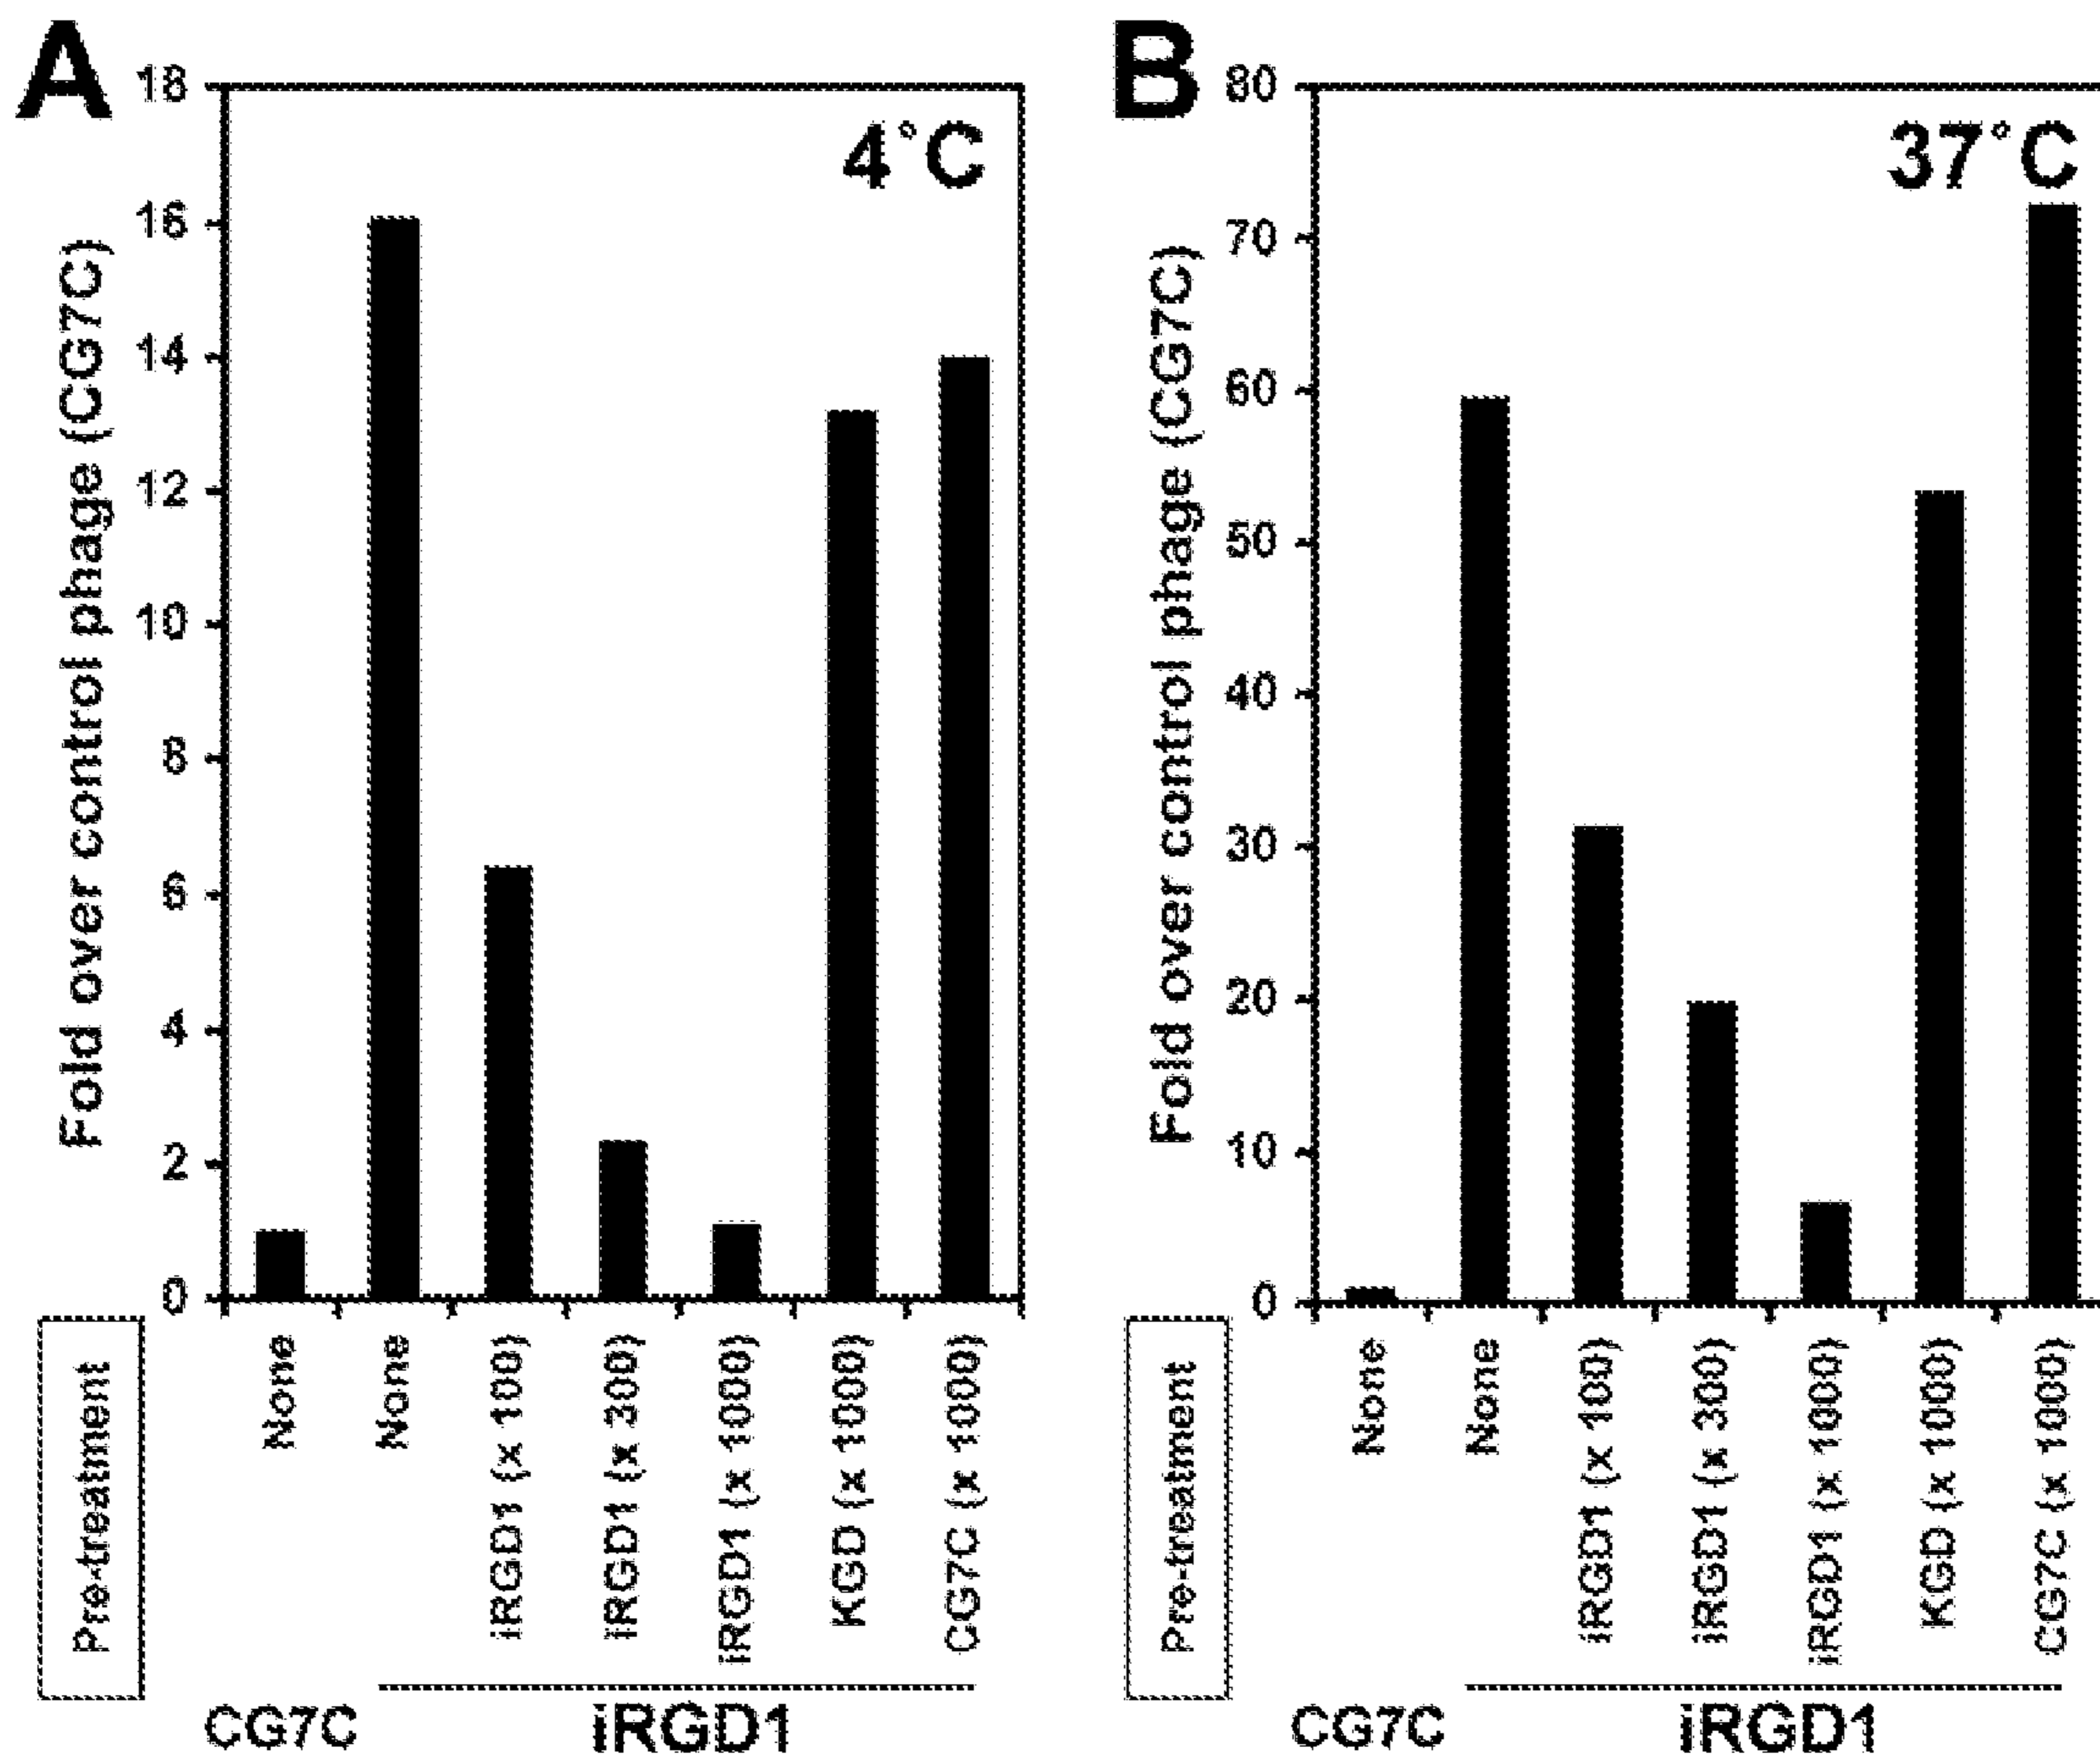 A
4°C
Fold over control phage (CG7C)
18
16
14
12
10
8
6
4
2
0
Pre-treatment
None
None
iRGD1 (x 100)
iRGD1 (x 300)
iRGD1 (x 1000)
KGD (x 1000)
CG7C (x 1000)
CG7C
iRGD1
B
37°C
Fold over control phage (CG7C)
80
70
60
50
40
30
20
10
0
Pre-treatment
None
None
iRGD1 (x 100)
iRGD1 (x 300)
iRGD1 (x 1000)
KGD (x 1000)
CG7C (x 1000)
CG7C
iRGD1